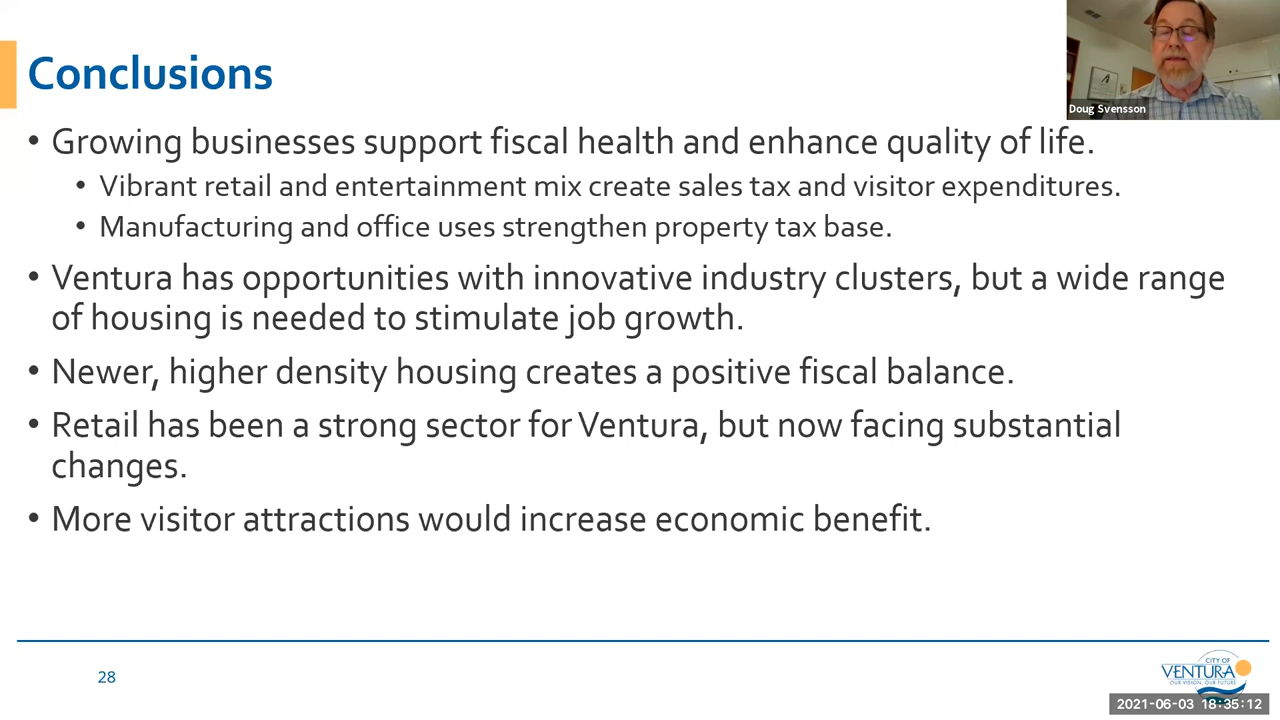 Conclusions
Doug Svensson
• Growing businesses support fiscal health and enhance quality of life.
• Vibrant retail and entertainment mix create sales tax and visitor expenditures.
• Manufacturing and office uses strengthen property tax base.
• Ventura has opportunities with innovative industry clusters, but a wide range
of housing is needed to stimulate job growth.
• Newer, higher density housing creates a positive fiscal balance.
• Retail has been a strong sector for Ventura, but now facing substantial
changes.
• More visitor attractions would increase economic benefit.
28
CITY OF
VENTURA
OUR VISION. OUR FUTURE
2021-06-03 18:35:12